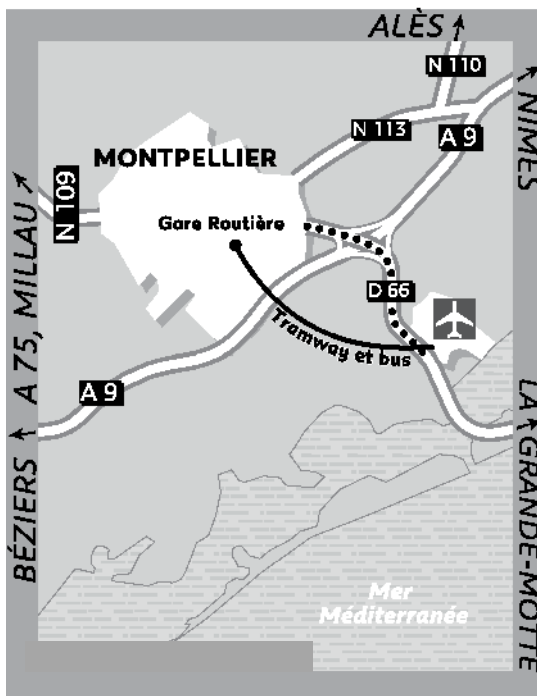 ALÈS
N 110
NIMES
N 113
A 9
MONTPELLIER
N 109
Gare Routière
A 75, MILLAU
D 66
Tramway et bus
A 9
BÉZIERS
LA GRANDE-MOTTE
Mer
Méditerranée